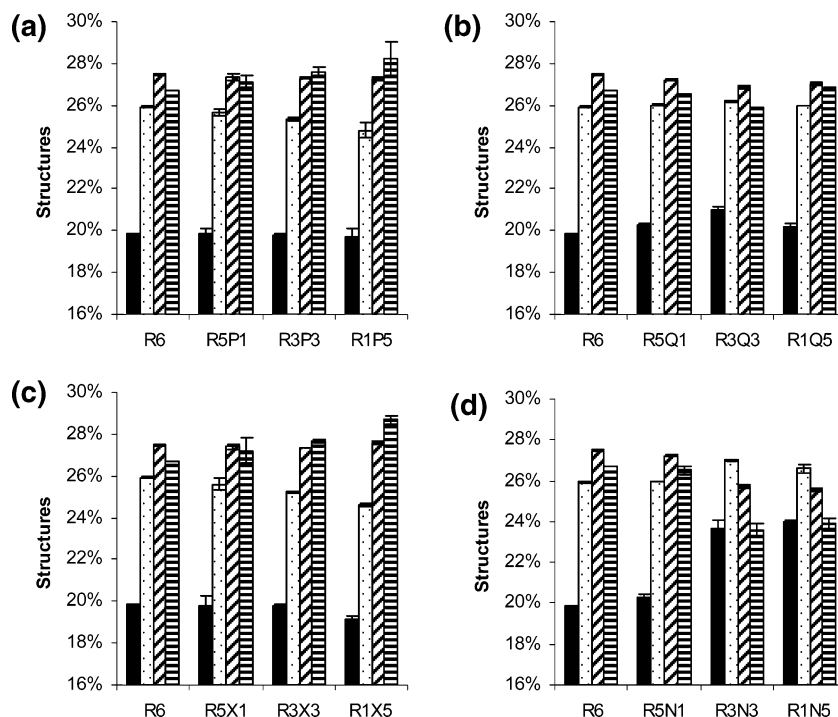 (a)
30%
28%
26%
24%
22%
20%
18%
16%
Structures
R6 R5P1 R3P3 R1P5
(b)
30%
28%
26%
24%
22%
20%
18%
16%
Structures
R6 R5Q1 R3Q3 R1Q5
(c)
30%
28%
26%
24%
22%
20%
18%
16%
Structures
R6 R5X1 R3X3 R1X5
(d)
30%
28%
26%
24%
22%
20%
18%
16%
Structures
R6 R5N1 R3N3 R1N5